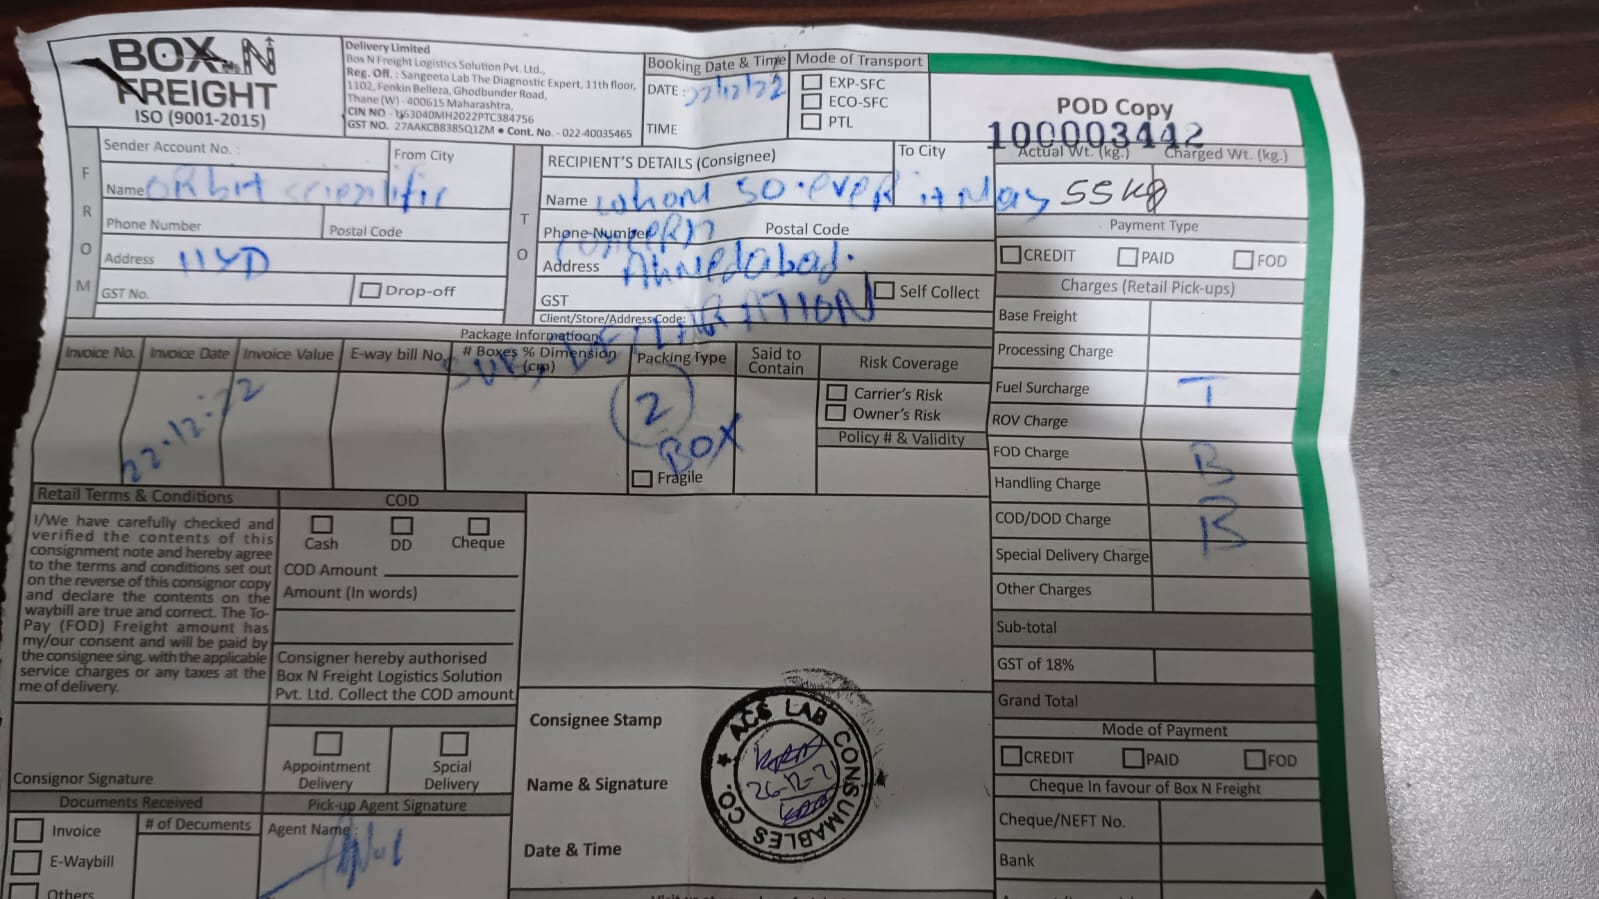 BOX N
FREIGHT
ISO (9001-2015)
Delivery Limited
Box N Freight Logistics Solution Pvt. Ltd.,
Reg. Off. : Sangeeta Lab The Diagnostic Expert, 11th floor,
1102, Fenkin Belleza, Ghodbunder Road,
Thane (W) - 400615 Maharashtra,
CIN NO - U63040MH2022PTC384756
GST NO. 27AAKCB8385Q1ZM • Cont. No. - 022-40035465
Booking Date & Time
DATE : 22/12/22
TIME
Mode of Transport
EXP-SFC
ECO-SFC
PTL
POD Copy
100003442
FROM
Sender Account No. :
From City
Name Orbit scientific
Phone Number
Postal Code
Address HYD
GST No.
Drop-off
TO
RECIPIENT'S DETAILS (Consignee)
To City
Name whom so-ever it May
Phone Number concern
Postal Code
Address Ahmedabad.
GST
Self Collect
Client/Store/Address Code:
DECLARATION
Actual Wt. (kg.)
Charged Wt. (kg.)
55 kg
Payment Type
CREDIT
PAID
FOD
Charges (Retail Pick-ups)
Base Freight
Processing Charge
Fuel Surcharge T
ROV Charge
FOD Charge B
Handling Charge
COD/DOD Charge B
Special Delivery Charge
Other Charges
Sub-total
GST of 18%
Grand Total
Mode of Payment
CREDIT
PAID
FOD
Cheque In favour of Box N Freight
Cheque/NEFT No.
Bank
Package Informatioon
Invoice No.
Invoice Date
Invoice Value
E-way bill No.
# Boxes % Dimension
(cm)
Packing Type
Said to
Contain
Risk Coverage
22.12.22
2
BOX
Fragile
Carrier's Risk
Owner's Risk
Policy # & Validity
Retail Terms & Conditions
I/We have carefully checked and
verified the contents of this
consignment note and hereby agree
to the terms and conditions set out
on the reverse of this consignor copy
and declare the contents on the
waybill are true and correct. The To-
Pay (FOD) Freight amount has
my/our consent and will be paid by
the consignee sing, with the applicable
service charges or any taxes at the
me of delivery.
Consignor Signature
COD
Cash
DD
Cheque
COD Amount
Amount (In words)
Consigner hereby authorised
Box N Freight Logistics Solution
Pvt. Ltd. Collect the COD amount
Appointment
Delivery
Spcial
Delivery
Documents Received
Invoice
E-Waybill
Others
# of Documents
Pick-up Agent Signature
Agent Name
Consignee Stamp
Name & Signature
Date & Time
ACS LAB CONSUMABLES CO.